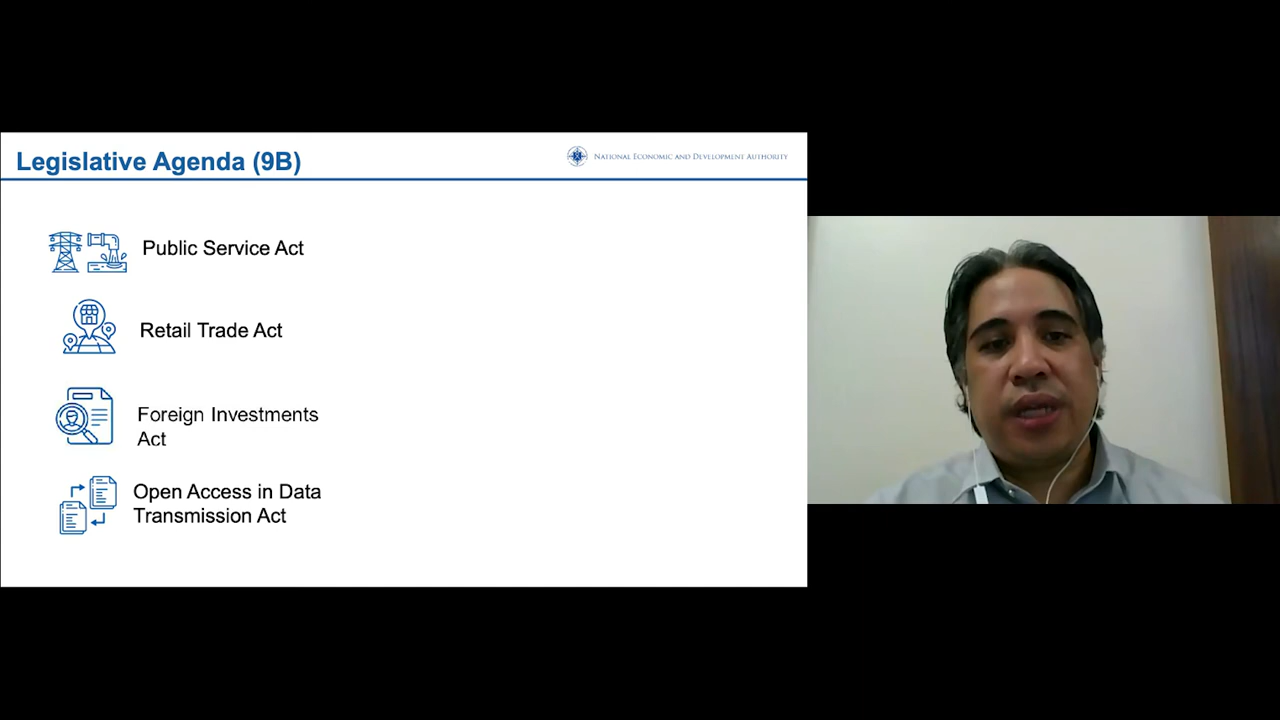 Legislative Agenda (9B)
NATIONAL ECONOMIC AND DEVELOPMENT AUTHORITY
Public Service Act
Retail Trade Act
Foreign Investments
Act
Open Access in Data
Transmission Act